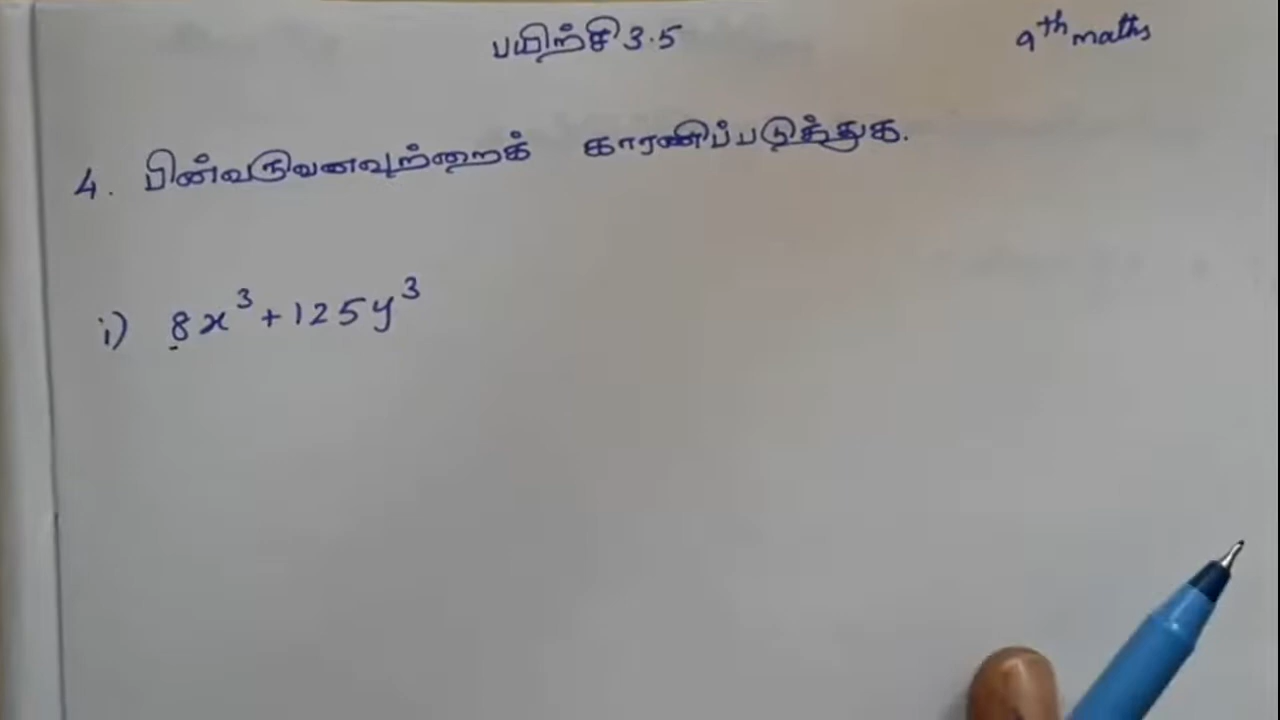 பயிற்சி 3.5 9th maths
4. பின்வருவனவற்றைக் காரணிப்படுத்துக.
i) 8x³ + 125y³